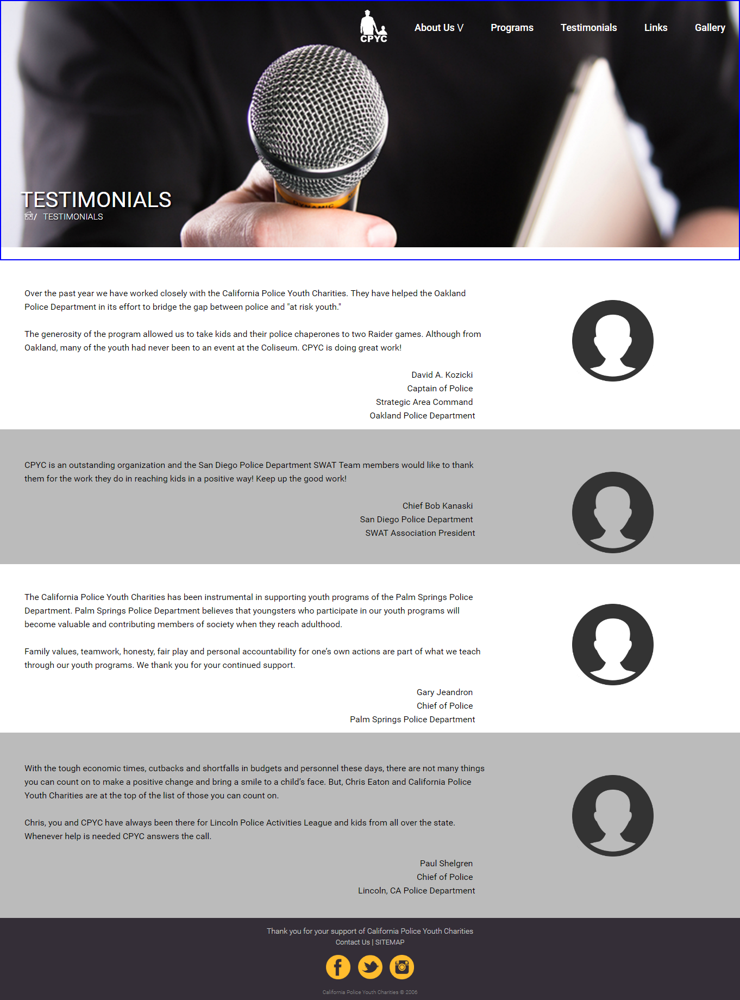 CPYC
About Us V
Programs
Testimonials
Links
Gallery
DYNAMIC
TESTIMONIALS
/ TESTIMONIALS
Over the past year we have worked closely with the California Police Youth Charities. They have helped the Oakland
Police Department in its effort to bridge the gap between police and "at risk youth."
The generosity of the program allowed us to take kids and their police chaperones to two Raider games. Although from
Oakland, many of the youth had never been to an event at the Coliseum. CPYC is doing great work!
David A. Kozicki
Captain of Police
Strategic Area Command
Oakland Police Department
CPYC is an outstanding organization and the San Diego Police Department SWAT Team members would like to thank
them for the work they do in reaching kids in a positive way! Keep up the good work!
Chief Bob Kanaski
San Diego Police Department
SWAT Association President
The California Police Youth Charities has been instrumental in supporting youth programs of the Palm Springs Police
Department. Palm Springs Police Department believes that youngsters who participate in our youth programs will
become valuable and contributing members of society when they reach adulthood.
Family values, teamwork, honesty, fair play and personal accountability for one’s own actions are part of what we teach
through our youth programs. We thank you for your continued support.
Gary Jeandron
Chief of Police
Palm Springs Police Department
With the tough economic times, cutbacks and shortfalls in budgets and personnel these days, there are not many things
you can count on to make a positive change and bring a smile to a child’s face. But, Chris Eaton and California Police
Youth Charities are at the top of the list of those you can count on.
Chris, you and CPYC have always been there for Lincoln Police Activities League and kids from all over the state.
Whenever help is needed CPYC answers the call.
Paul Shelgren
Chief of Police
Lincoln, CA Police Department
Thank you for your support of California Police Youth Charities
Contact Us | SITEMAP
California Police Youth Charities © 2006